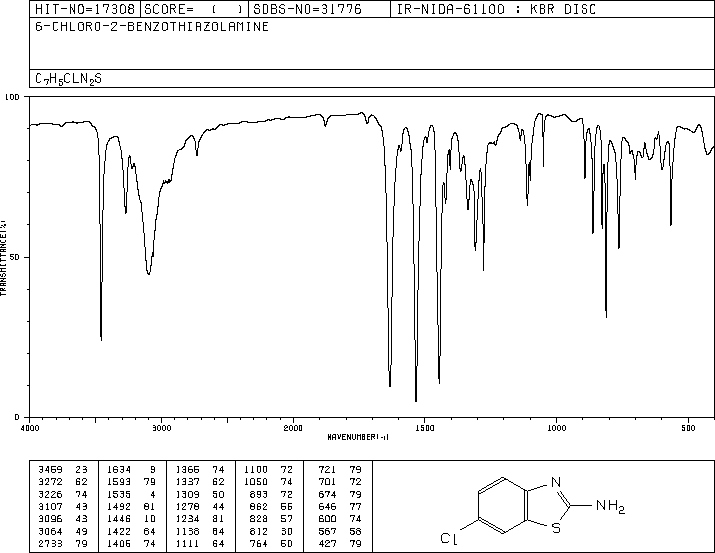 HIT-NO=17308 SCORE= ( ) SDBS-NO=31776 IR-NIDA-61100 : KBR DISC
6-CHLORO-2-BENZOTHIAZOLAMINE
C7H5CLN2S
100
50
0
TRANSMITTANCE(%)
4000 3000 2000 1500 1000 500
WAVENUMBER(-1)
3469 23 1634 9 1366 74 1100 72 721 79
3272 62 1593 79 1337 62 1050 74 701 72
3226 74 1535 4 1309 50 893 72 674 79
3107 43 1492 81 1278 44 862 55 646 77
3096 43 1446 10 1234 81 828 57 600 74
3064 49 1422 64 1138 84 812 30 567 58
2733 79 1406 74 1111 64 764 50 427 79
N
NH2
S
Cl